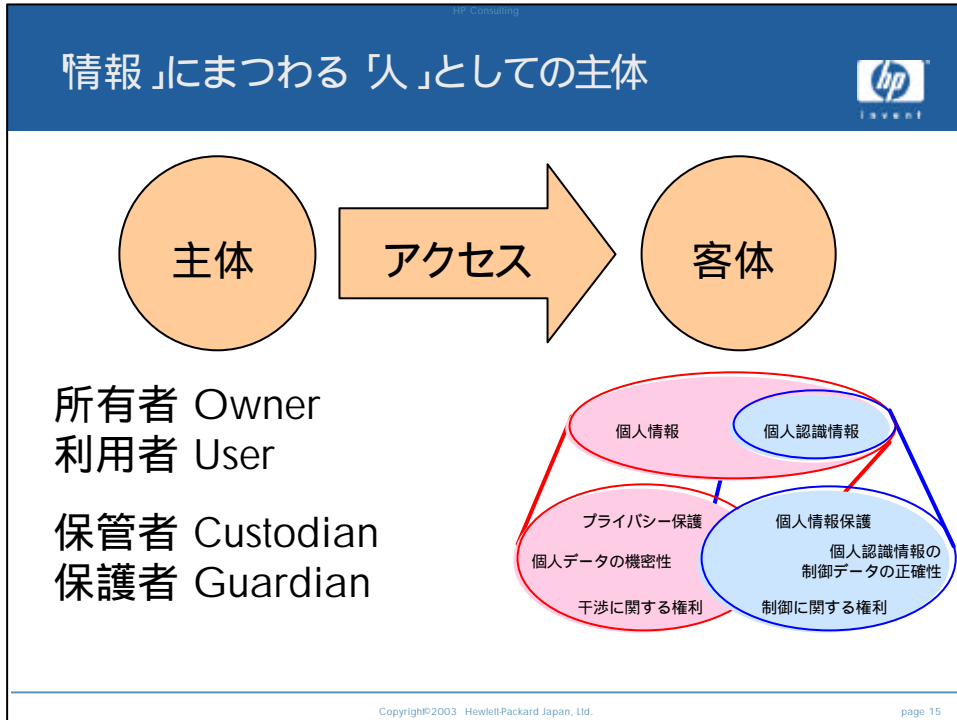 HP Consulting
「情報」にまつわる「人」としての主体
hp
invent
主体
アクセス
客体
所有者 Owner
利用者 User
保管者 Custodian
保護者 Guardian
個人情報
個人認識情報
プライバシー保護
個人データの機密性
干渉に関する権利
個人情報保護
個人認識情報の
制御データの正確性
制御に関する権利
Copyright©2003 Hewlett-Packard Japan, Ltd.
page 15